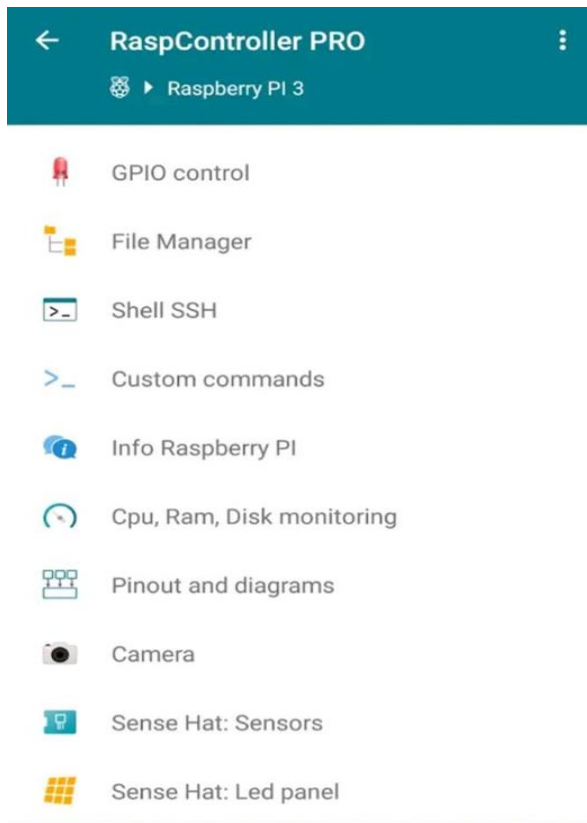 RaspController PRO
Raspberry PI 3
GPIO control
File Manager
Shell SSH
Custom commands
Info Raspberry PI
Cpu, Ram, Disk monitoring
Pinout and diagrams
Camera
Sense Hat: Sensors
Sense Hat: Led panel